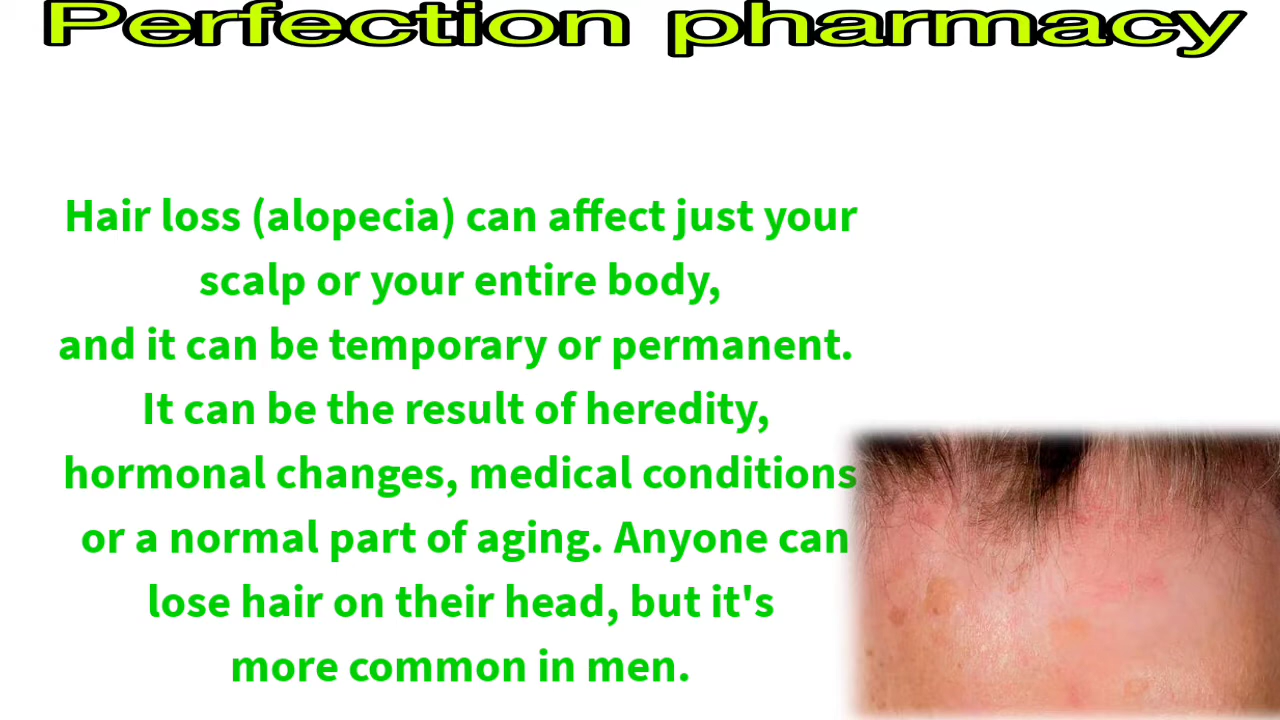 Perfection pharmacy
Hair loss (alopecia) can affect just your
scalp or your entire body,
and it can be temporary or permanent.
It can be the result of heredity,
hormonal changes, medical conditions
or a normal part of aging. Anyone can
lose hair on their head, but it's
more common in men.